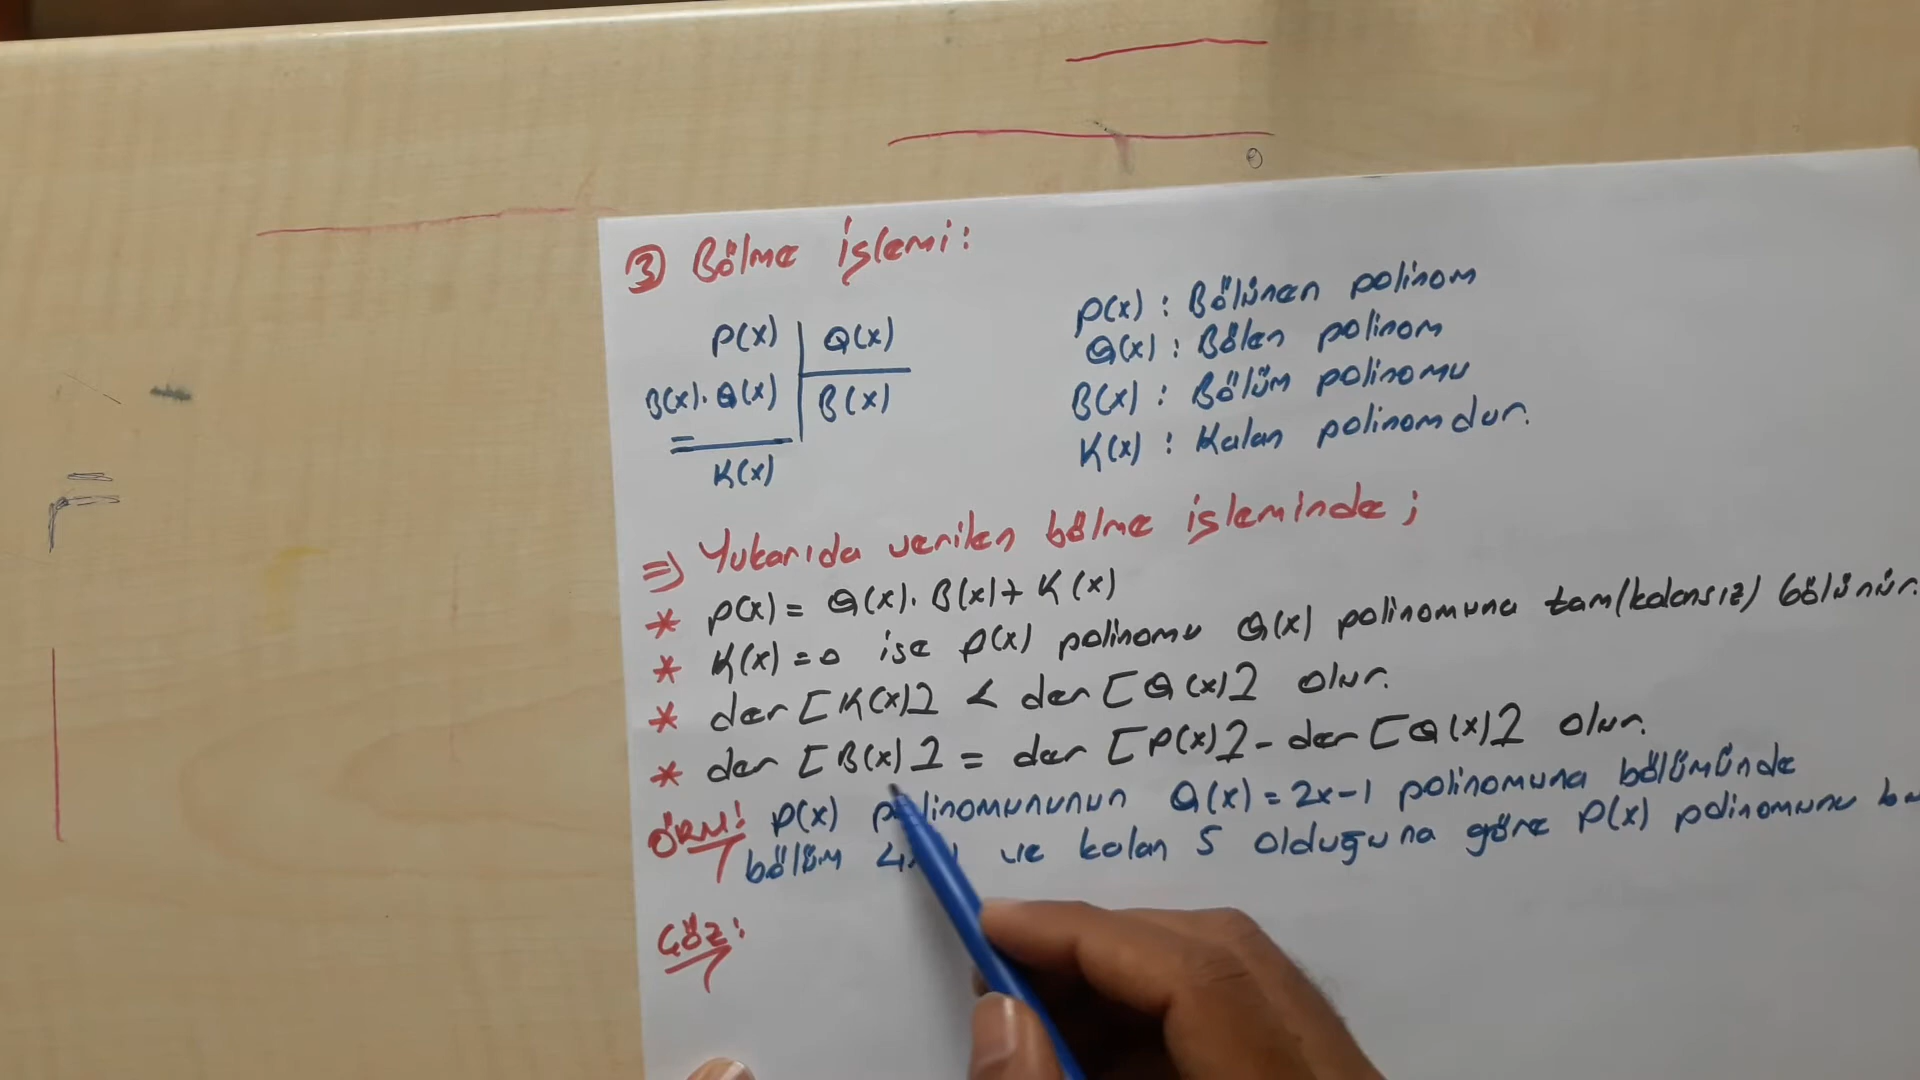 ③ Bölme işlemi:
P(x) Q(x)
B(x).Q(x) B(x)
K(x)
P(x) : Bölünen polinom
Q(x) : Bölen polinom
B(x) : Bölüm polinomu
K(x) : Kalan polinomdur.
⇒ Yukarıda verilen bölme işleminde;
* P(x) = Q(x). B(x) + K(x)
* K(x) = 0 ise P(x) polinomu Q(x) polinomuna tam(kalansız) bölünür.
* der [K(x)] < der [Q(x)] olur.
* der [B(x)] = der [P(x)] - der [Q(x)] olur.
ÖRN: P(x) polinomununun Q(x) = 2x-1 polinomuna bölümünde
bölüm ve kalan 5 olduğuna göre P(x) polinomunu
ÇÖZ: